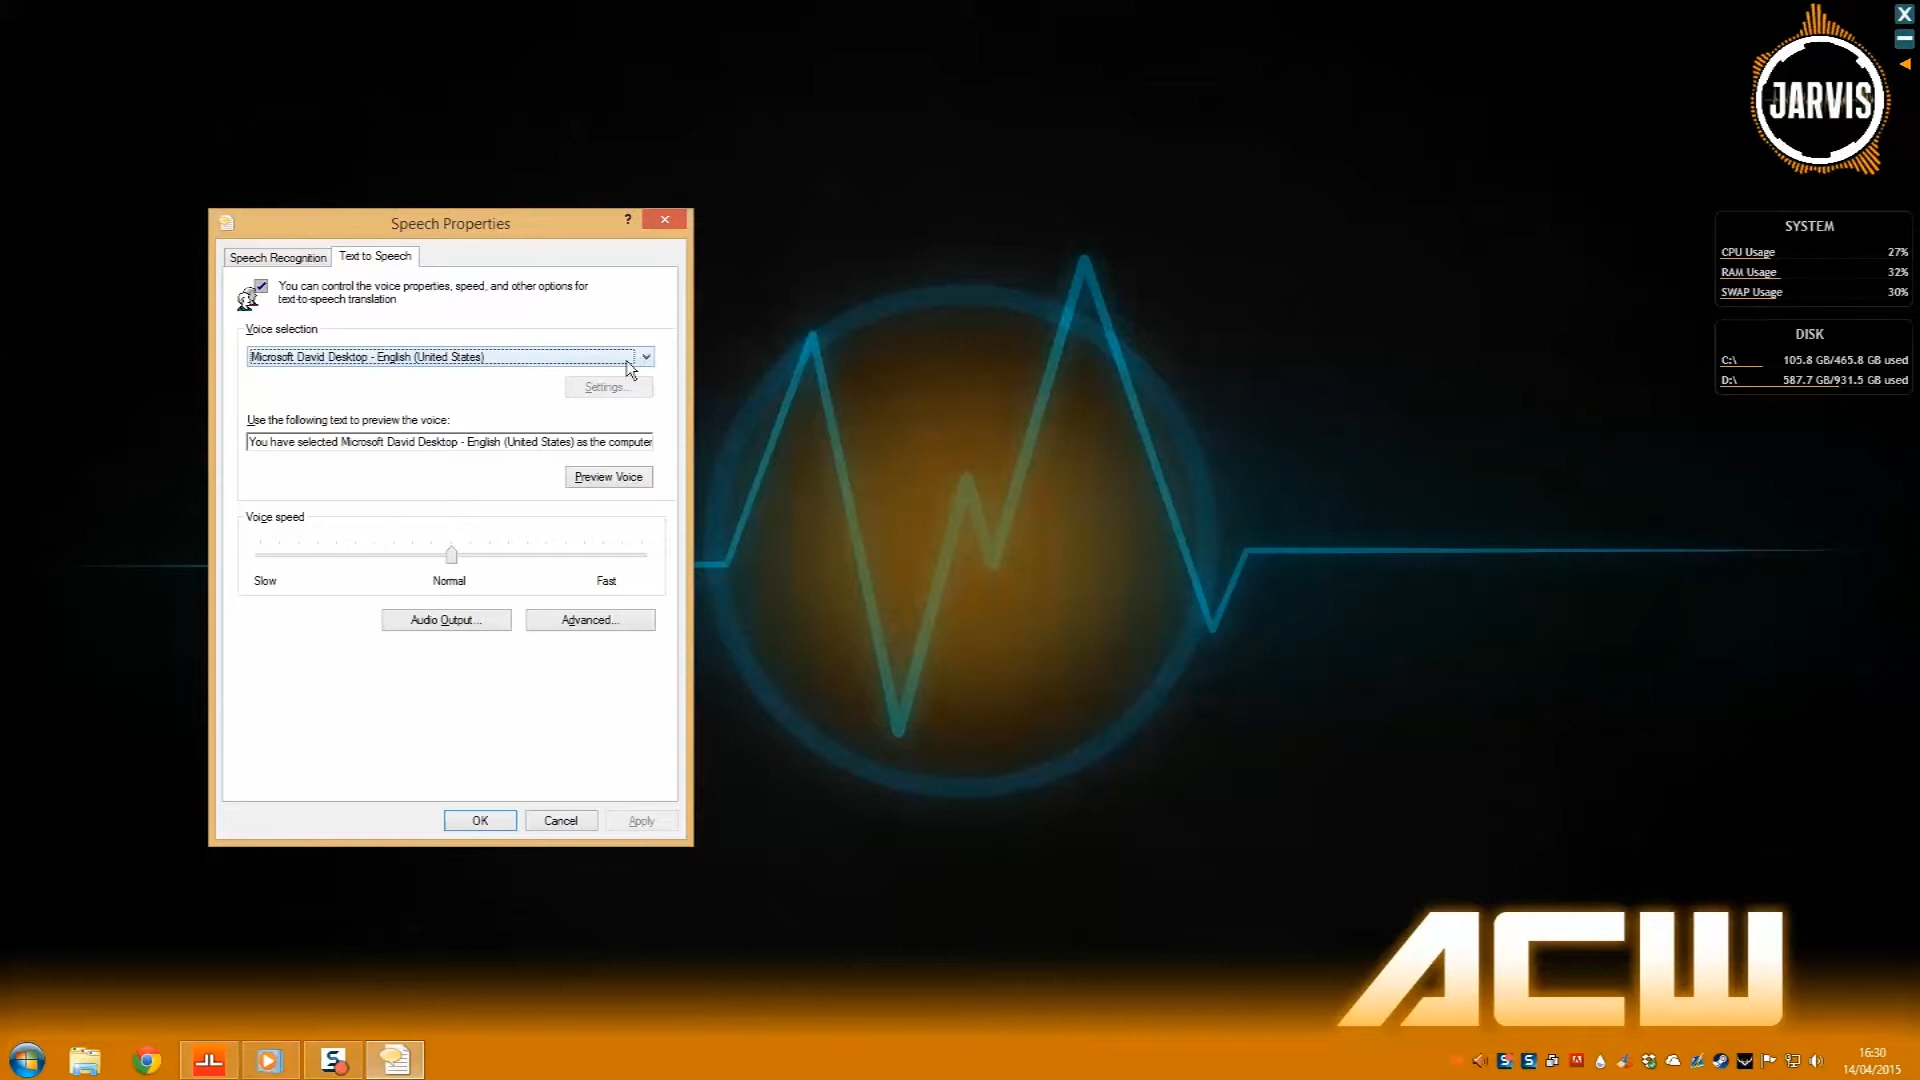 X
JARVIS
SYSTEM
CPU Usage 27%
RAM Usage 32%
SWAP Usage 30%
DISK
C:\ 105.8 GB/465.8 GB used
D:\ 587.7 GB/931.5 GB used
Speech Properties
?
Speech Recognition
Text to Speech
You can control the voice properties, speed, and other options for
text-to-speech translation
Voice selection
Microsoft David Desktop - English (United States)
Settings...
Use the following text to preview the voice:
You have selected Microsoft David Desktop - English (United States) as the computer
Preview Voice
Voice speed
Slow Normal Fast
Audio Output...
Advanced...
OK
Cancel
Apply
ACW
16:30
14/04/2015